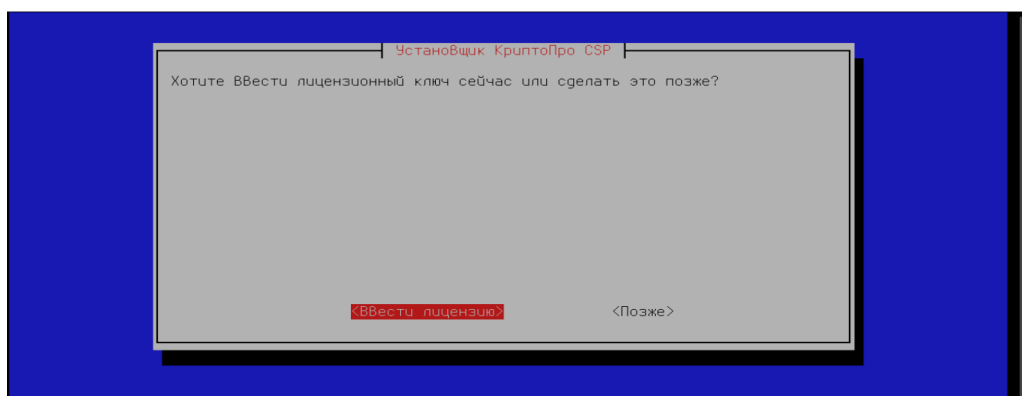 Установщик КриптоПро CSP
Хотите ввести лицензионный ключ сейчас или сделать это позже?
<Ввести лицензию> <Позже>